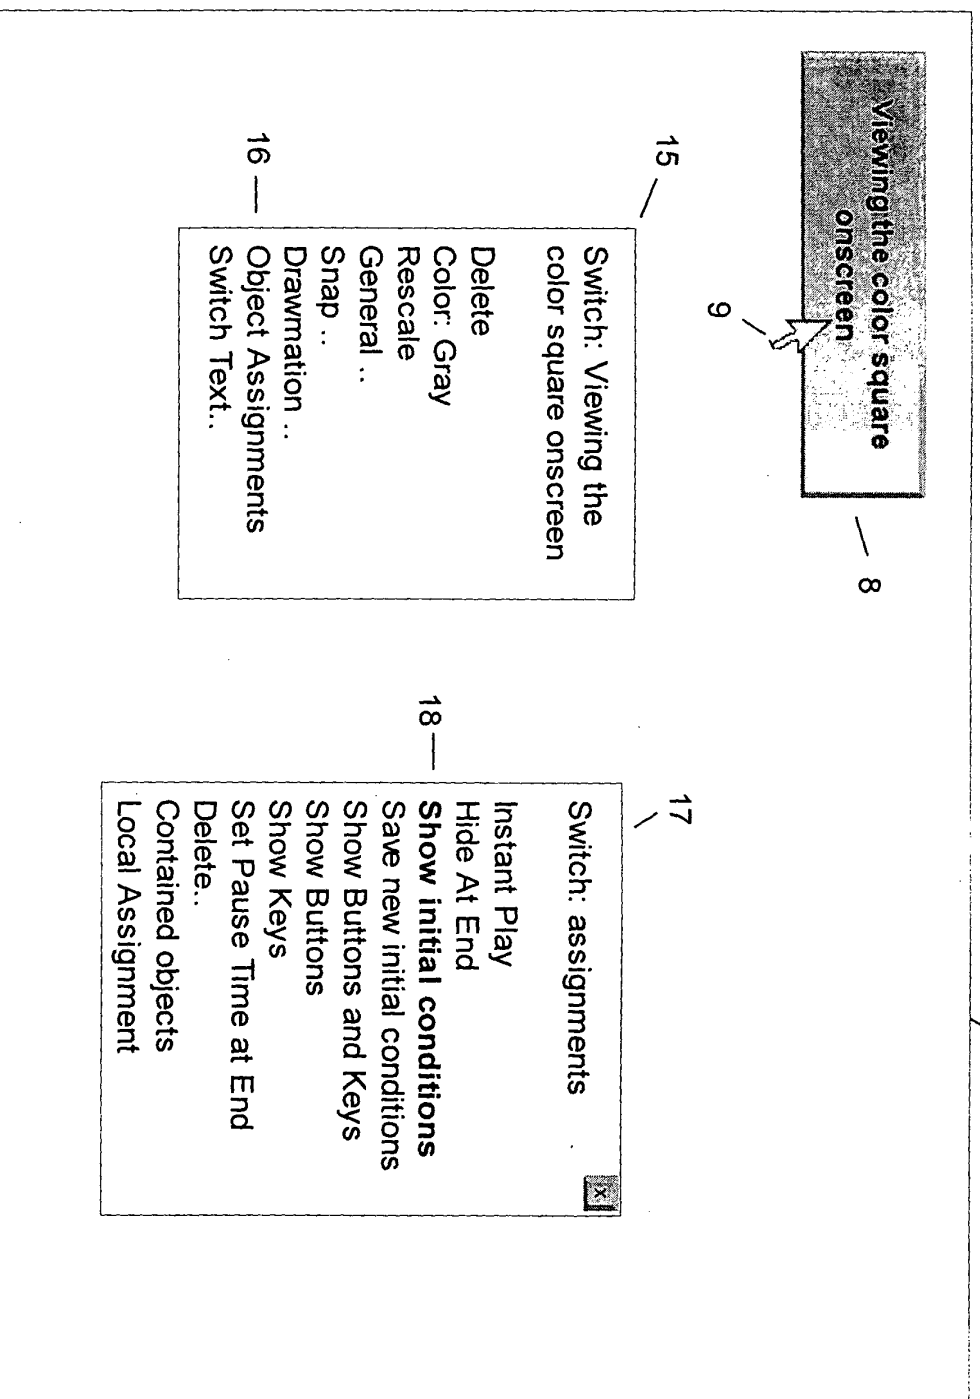 Viewing the color square
onscreen
8
9
15
Switch: Viewing the
color square onscreen
Delete
Color: Gray
Rescale
General ..
Snap ..
Drawmation ..
16
Object Assignments
Switch Text..
17
Switch: assignments
x
Instant Play
Hide At End
18
Show initial conditions
Save new initial conditions
Show Buttons and Keys
Show Buttons
Show Keys
Set Pause Time at End
Delete..
Contained objects
Local Assignment